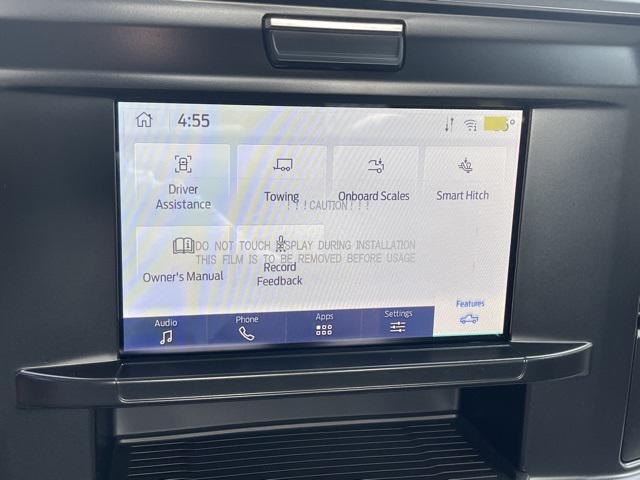 4:55
Driver
Assistance
Towing
Onboard Scales
Smart Hitch
!!!CAUTION!!!
DO NOT TOUCH DISPLAY DURING INSTALLATION
THIS FILM IS TO BE REMOVED BEFORE USAGE
Owner's Manual
Record
Feedback
Audio
Phone
Apps
Settings
Features